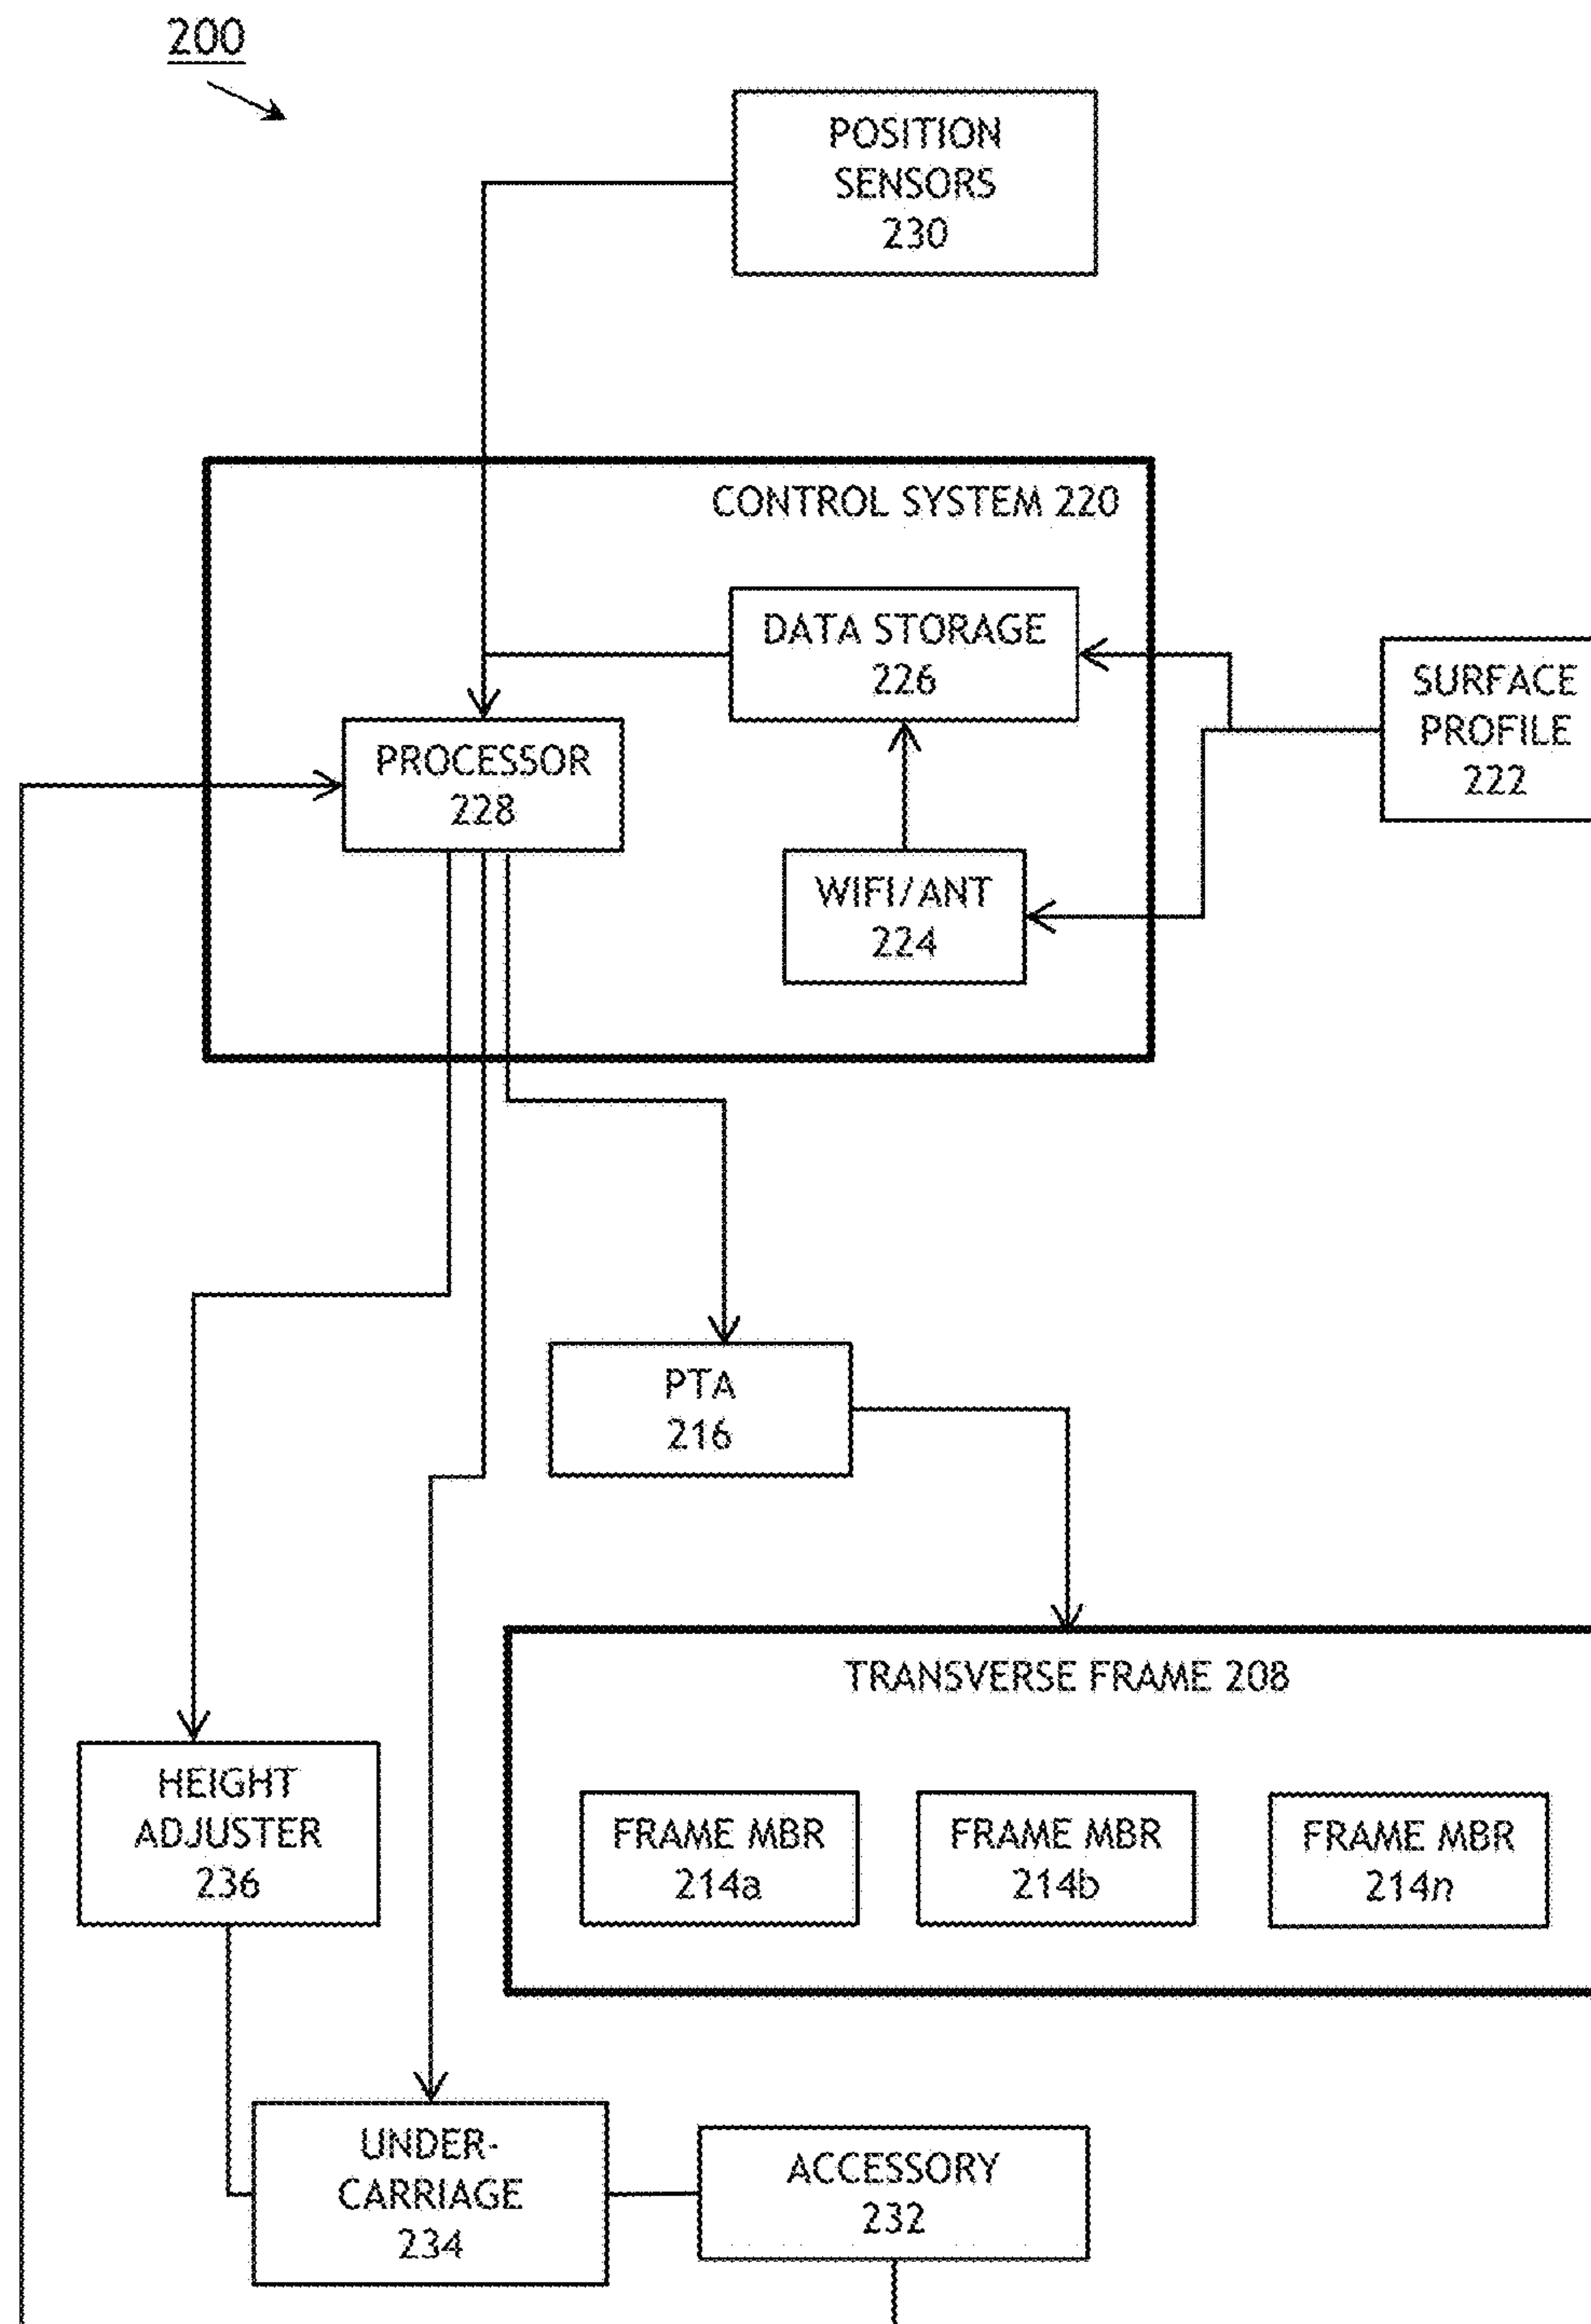 200
POSITION
SENSORS
230
CONTROL SYSTEM 220
DATA STORAGE
226
SURFACE
PROFILE
222
PROCESSOR
228
WIFI/ANT
224
PTA
216
TRANSVERSE FRAME 208
HEIGHT
ADJUSTER
236
FRAME MBR
214a
FRAME MBR
214b
FRAME MBR
214n
UNDER-
CARRIAGE
234
ACCESSORY
232